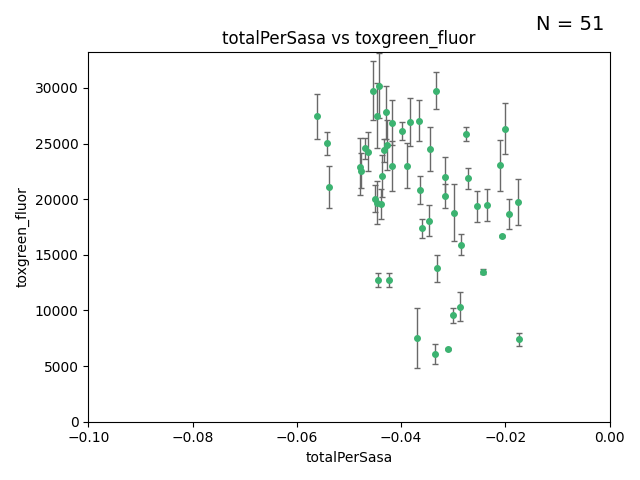 N = 51
totalPerSasa vs toxgreen_fluor
toxgreen_fluor
30000
25000
20000
15000
10000
5000
0
−0.10 −0.08 −0.06 −0.04 −0.02 0.00
totalPerSasa